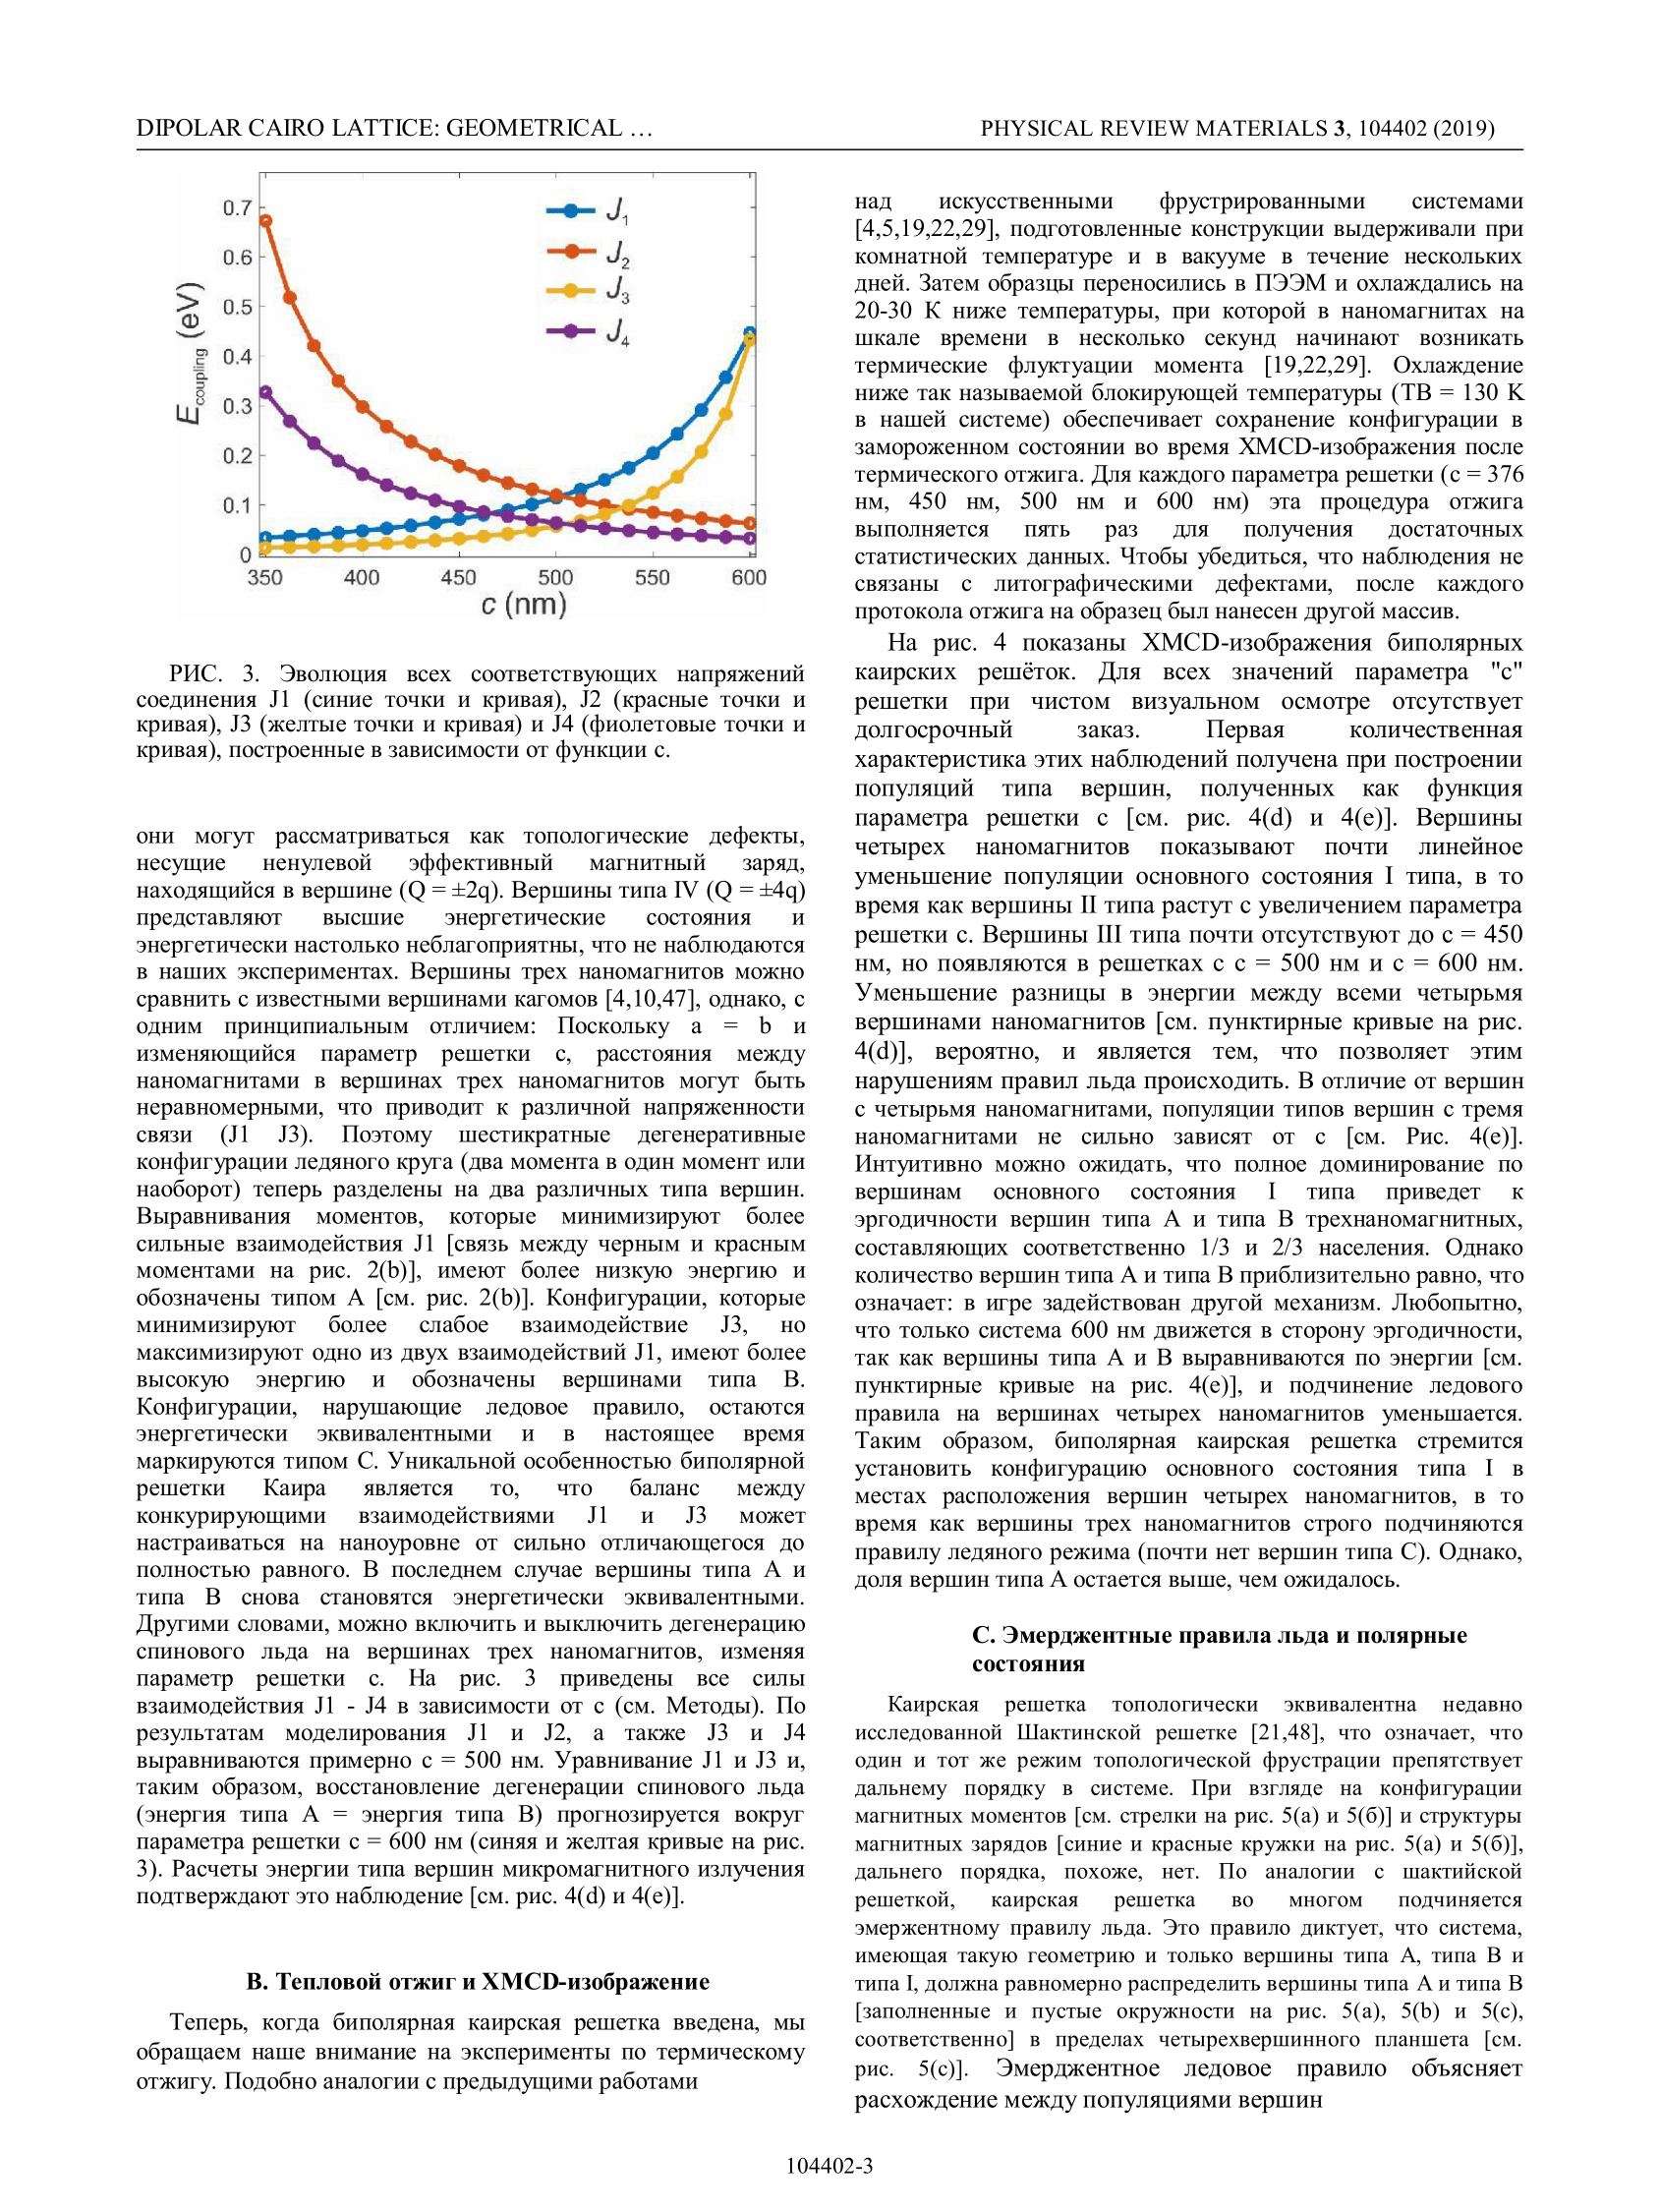 DIPOLAR CAIRO LATTICE: GEOMETRICAL …
PHYSICAL REVIEW MATERIALS 3, 104402 (2019)
0.7
0.6
0.5
0.4
0.3
0.2
0.1
0
E coupling (eV)
J1
J2
J3
J4
350 400 450 500 550 600
c (nm)
РИС. 3. Эволюция всех соответствующих напряжений
соединения J1 (синие точки и кривая), J2 (красные точки и
кривая), J3 (желтые точки и кривая) и J4 (фиолетовые точки и
кривая), построенные в зависимости от функции c.
они могут рассматриваться как топологические дефекты,
несущие ненулевой эффективный магнитный заряд,
находящийся в вершине (Q = ±2q). Вершины типа IV (Q = ±4q)
представляют высшие энергетические состояния и
энергетически настолько неблагоприятны, что не наблюдаются
в наших экспериментах. Вершины трех наномагнитов можно
сравнить с известными вершинами кагомов [4,10,47], однако, с
одним принципиальным отличием: Поскольку a = b и
изменяющийся параметр решетки c, расстояния между
наномагнитами в вершинах трех наномагнитов могут быть
неравномерными, что приводит к различной напряженности
связи (J1 J3). Поэтому шестикратные дегенеративные
конфигурации ледяного круга (два момента в один момент или
наоборот) теперь разделены на два различных типа вершин.
Выравнивания моментов, которые минимизируют более
сильные взаимодействия J1 [связь между черным и красным
моментами на рис. 2(b)], имеют более низкую энергию и
обозначены типом A [см. рис. 2(b)]. Конфигурации, которые
минимизируют более слабое взаимодействие J3, но
максимизируют одно из двух взаимодействий J1, имеют более
высокую энергию и обозначены вершинами типа B.
Конфигурации, нарушающие ледовое правило, остаются
энергетически эквивалентными и в настоящее время
маркируются типом C. Уникальной особенностью биполярной
решетки Каира является то, что баланс между
конкурирующими взаимодействиями J1 и J3 может
настраиваться на наноуровне от сильно отличающегося до
полностью равного. В последнем случае вершины типа A и
типа B снова становятся энергетически эквивалентными.
Другими словами, можно включить и выключить дегенерацию
спинового льда на вершинах трех наномагнитов, изменяя
параметр решетки c. На рис. 3 приведены все силы
взаимодействия J1 - J4 в зависимости от c (см. Методы). По
результатам моделирования J1 и J2, а также J3 и J4
выравниваются примерно c = 500 нм. Уравнивание J1 и J3 и,
таким образом, восстановление дегенерации спинового льда
(энергия типа A = энергия типа B) прогнозируется вокруг
параметра решетки c = 600 нм (синяя и желтая кривые на рис.
3). Расчеты энергии типа вершин микромагнитного излучения
подтверждают это наблюдение [см. рис. 4(d) и 4(e)].
B. Тепловой отжиг и XMCD-изображение
Теперь, когда биполярная каирская решетка введена, мы
обращаем наше внимание на эксперименты по термическому
отжигу. Подобно аналогии с предыдущими работами
над искусственными фрустрированными системами
[4,5,19,22,29], подготовленные конструкции выдерживали при
комнатной температуре и в вакууме в течение нескольких
дней. Затем образцы переносились в ПЭЭМ и охлаждались на
20-30 К ниже температуры, при которой в наномагнитах на
шкале времени в несколько секунд начинают возникать
термические флуктуации момента [19,22,29]. Охлаждение
ниже так называемой блокирующей температуры (TB = 130 K
в нашей системе) обеспечивает сохранение конфигурации в
замороженном состоянии во время XMCD-изображения после
термического отжига. Для каждого параметра решетки (c = 376
нм, 450 нм, 500 нм и 600 нм) эта процедура отжига
выполняется пять раз для получения достаточных
статистических данных. Чтобы убедиться, что наблюдения не
связаны с литографическими дефектами, после каждого
протокола отжига на образец был нанесен другой массив.
На рис. 4 показаны XMCD-изображения биполярных
каирских решёток. Для всех значений параметра "c"
решетки при чистом визуальном осмотре отсутствует
долгосрочный заказ. Первая количественная
характеристика этих наблюдений получена при построении
популяций типа вершин, полученных как функция
параметра решетки c [см. рис. 4(d) и 4(e)]. Вершины
четырех наномагнитов показывают почти линейное
уменьшение популяции основного состояния I типа, в то
время как вершины II типа растут с увеличением параметра
решетки c. Вершины III типа почти отсутствуют до c = 450
нм, но появляются в решетках с c = 500 нм и c = 600 нм.
Уменьшение разницы в энергии между всеми четырьмя
вершинами наномагнитов [см. пунктирные кривые на рис.
4(d)], вероятно, и является тем, что позволяет этим
нарушениям правил льда происходить. В отличие от вершин
с четырьмя наномагнитами, популяции типов вершин с тремя
наномагнитами не сильно зависят от c [см. Рис. 4(e)].
Интуитивно можно ожидать, что полное доминирование по
вершинам основного состояния I типа приведет к
эргодичности вершин типа A и типа B трехнаномагнитных,
составляющих соответственно 1/3 и 2/3 населения. Однако
количество вершин типа A и типа B приблизительно равно, что
означает: в игре задействован другой механизм. Любопытно,
что только система 600 нм движется в сторону эргодичности,
так как вершины типа A и B выравниваются по энергии [см.
пунктирные кривые на рис. 4(e)], и подчинение ледового
правила на вершинах четырех наномагнитов уменьшается.
Таким образом, биполярная каирская решетка стремится
установить конфигурацию основного состояния типа I в
местах расположения вершин четырех наномагнитов, в то
время как вершины трех наномагнитов строго подчиняются
правилу ледяного режима (почти нет вершин типа C). Однако,
доля вершин типа A остается выше, чем ожидалось.
C. Эмерджентные правила льда и полярные
состояния
Каирская решетка топологически эквивалентна недавно
исследованной Шактинской решетке [21,48], что означает, что
один и тот же режим топологической фрустрации препятствует
дальнему порядку в системе. При взгляде на конфигурации
магнитных моментов [см. стрелки на рис. 5(a) и 5(б)] и структуры
магнитных зарядов [синие и красные кружки на рис. 5(a) и 5(б)],
дальнего порядка, похоже, нет. По аналогии с шактийской
решеткой, каирская решетка во многом подчиняется
эмержентному правилу льда. Это правило диктует, что система,
имеющая такую геометрию и только вершины типа A, типа B и
типа I, должна равномерно распределить вершины типа A и типа B
[заполненные и пустые окружности на рис. 5(a), 5(b) и 5(c),
соответственно] в пределах четырехвершинного планшета [см.
рис. 5(c)]. Эмерджентное ледовое правило объясняет
расхождение между популяциями вершин
104402-3